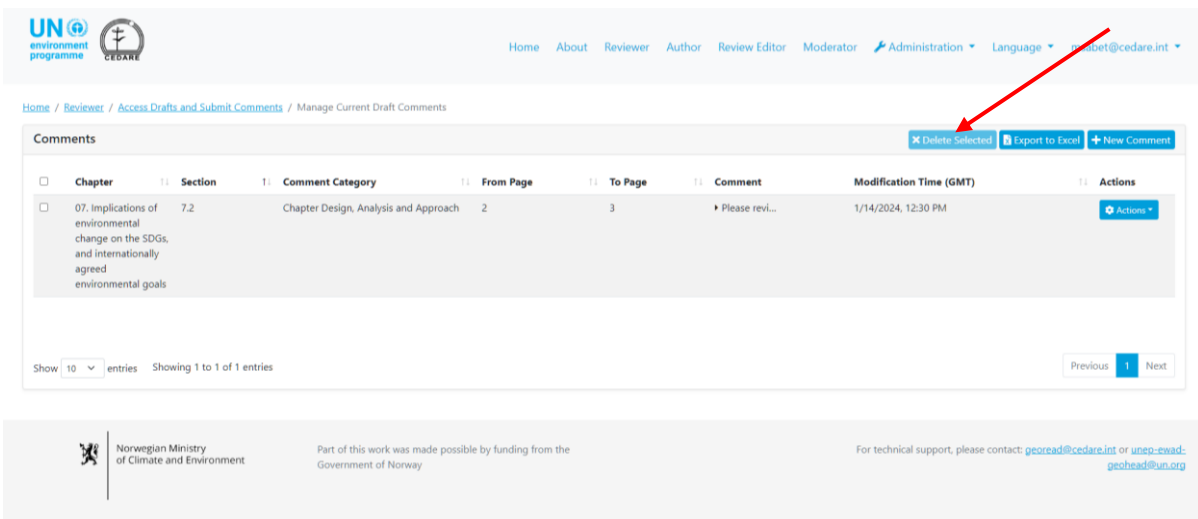 UN
environment
programme
CEDARE
Home About Reviewer Author Review Editor Moderator Administration Language
Home / Reviewer / Access Drafts and Submit Comments / Manage Current Draft Comments
Comments
Delete Selected Export to Excel New Comment
Chapter Section Comment Category From Page To Page Comment Modification Time (GMT) Actions
07. Implications of 7.2 Chapter Design, Analysis and Approach 2 3 Please revi... 1/14/2024, 12:30 PM Actions
environmental
change on the SDGs,
and internationally
agreed
environmental goals
Show 10 entries Showing 1 to 1 of 1 entries
Previous 1 Next
Norwegian Ministry
of Climate and Environment
Part of this work was made possible by funding from the
Government of Norway
For technical support, please contact: georead@cedare.int or unep-ewad-
geohead@un.org